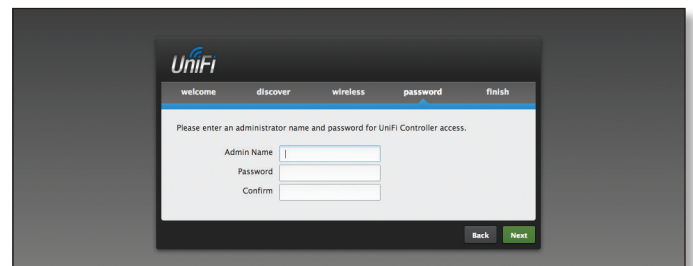 UniFi
welcome discover wireless password finish
Please enter an administrator name and password for UniFi Controller access.
Admin Name
Password
Confirm
Back Next